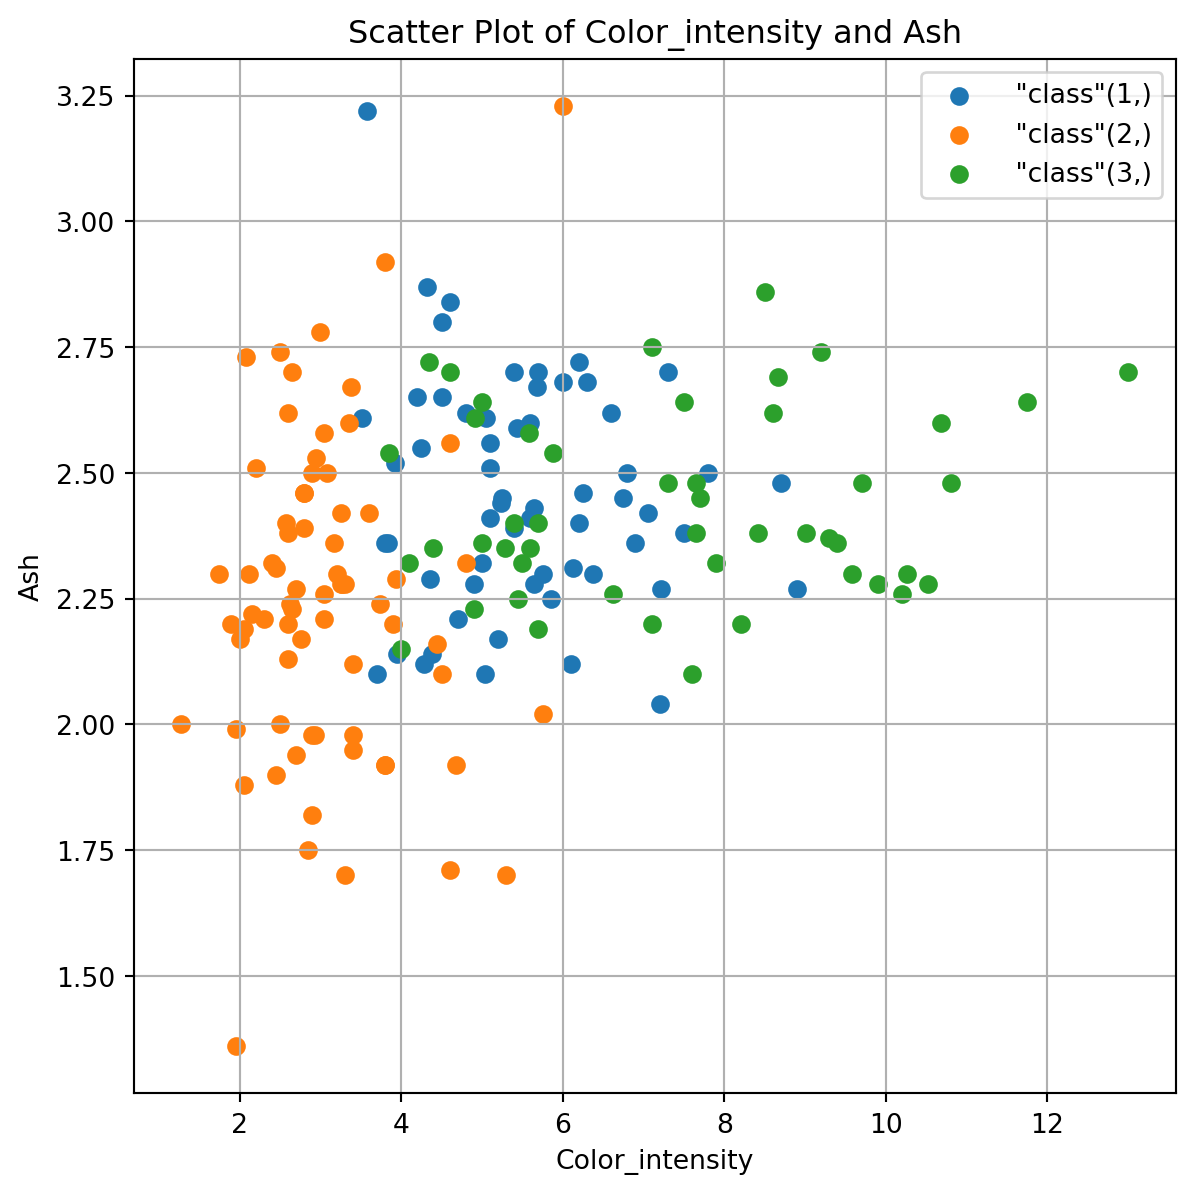 Scatter Plot of Color_intensity and Ash
"class"(1,)
"class"(2,)
"class"(3,)
3.25
3.00
2.75
2.50
2.25
2.00
1.75
1.50
Ash
2 4 6 8 10 12
Color_intensity